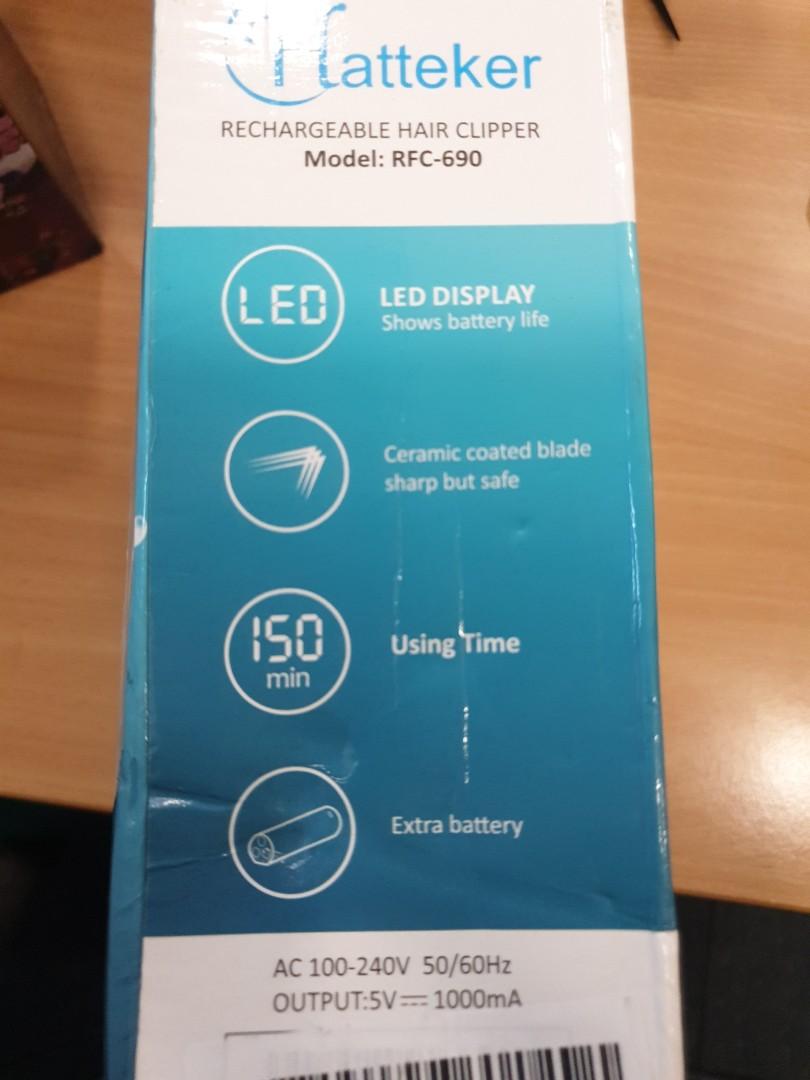 Hatteker
RECHARGEABLE HAIR CLIPPER
Model: RFC-690
LED
LED DISPLAY
Shows battery life
Ceramic coated blade
sharp but safe
150
min
Using Time
Extra battery
AC 100-240V 50/60Hz
OUTPUT:5V⎓1000mA